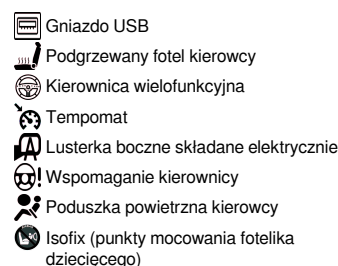 Gniazdo USB
Podgrzewany fotel kierowcy
Kierownica wielofunkcyjna
Tempomat
Lusterka boczne składane elektrycznie
Wspomaganie kierownicy
Poduszka powietrzna kierowcy
Isofix (punkty mocowania fotelika
dziecięcego)